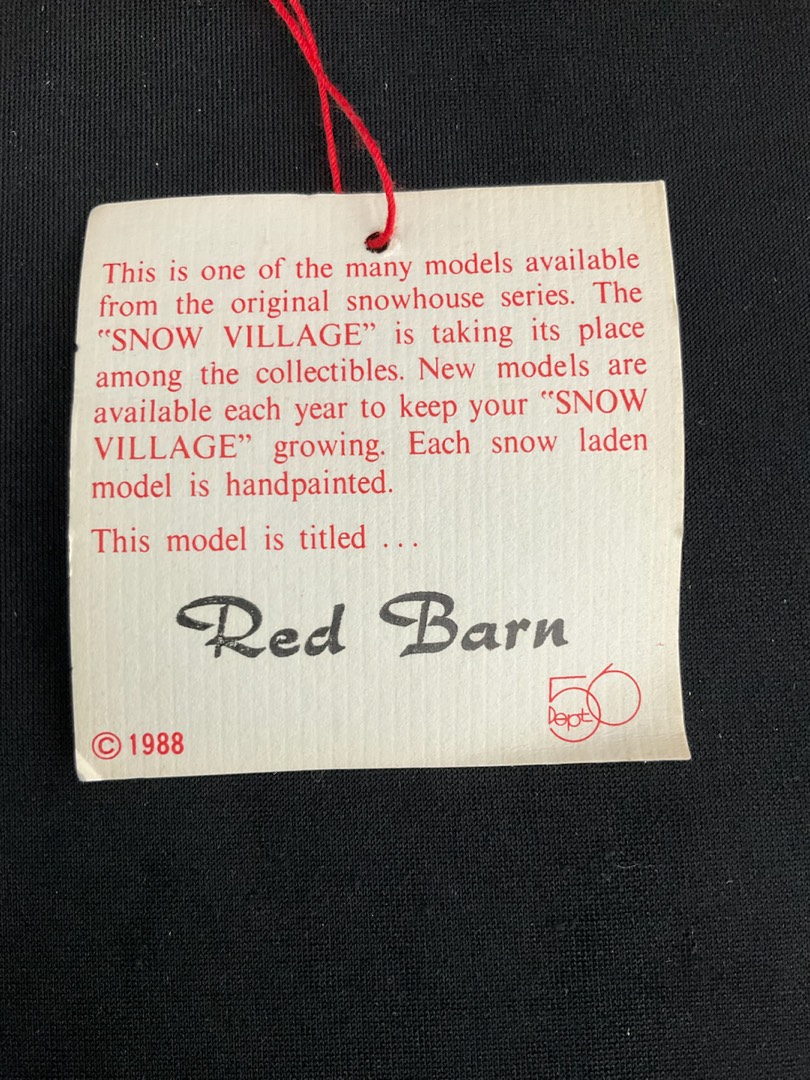 This is one of the many models available
from the original snowhouse series. The
"SNOW VILLAGE" is taking its place
among the collectibles. New models are
available each year to keep your "SNOW
VILLAGE" growing. Each snow laden
model is handpainted.
This model is titled ...
Red Barn
Dept 56
© 1988